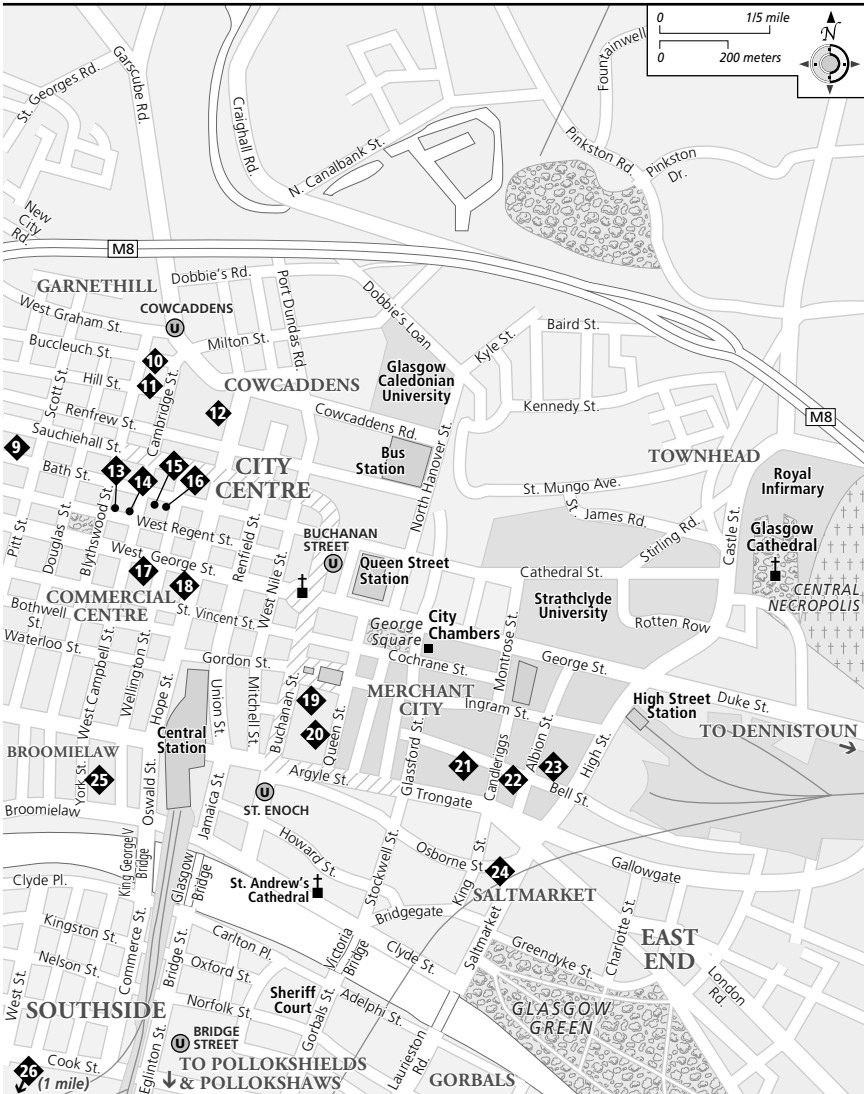 0 1/5 mile
0 200 meters
N
St. Georges Rd.
Garscube Rd.
Craighall Rd.
N. Canalbank St.
Fountainwell
Pinkston Rd.
Pinkston
Dr.
New
City
Rd.
M8
GARNETHILL
Dobbie's Rd.
Port Dundas Rd.
Dobbie's Loan
COWCADDENS
U
West Graham St.
Milton St.
Buccleuch St.
10
Hill St.
11
Scott St.
Cambridge St.
COWCADDENS
12
Renfrew St.
Sauchiehall St.
9
Bath St.
13
14
15
16
CITY
CENTRE
Glasgow
Caledonian
University
Kyle St.
Baird St.
Kennedy St.
Cowcaddens Rd.
Bus
Station
North Hanover St.
M8
TOWNHEAD
Royal
Infirmary
St. Mungo Ave.
St. James Rd.
Stirling Rd.
Castle St.
Glasgow
Cathedral
CENTRAL
NECROPOLIS
Pitt St.
Douglas St.
Blythswood St.
West Regent St.
West George St.
Renfield St.
West Nile St.
BUCHANAN
STREET
U
Queen Street
Station
Cathedral St.
Strathclyde
University
Rotten Row
17
18
COMMERCIAL
CENTRE
St. Vincent St.
Bothwell
St.
Waterloo St.
George
Square
City
Chambers
Montrose St.
George St.
Gordon St.
Cochrane St.
West Campbell St.
Wellington St.
Hope St.
Union St.
Mitchell St.
Buchanan St.
19
20
Queen St.
MERCHANT
CITY
Ingram St.
High Street
Station
Duke St.
TO DENNISTOUN
Central
Station
BROOMIELAW
25
York St.
Oswald St.
Jamaica St.
Argyle St.
Glassford St.
21
Candleriggs
22
Albion St.
23
High St.
Bell St.
U
ST. ENOCH
Trongate
Broomielaw
King George V
Bridge
Glasgow
Bridge
Howard St.
Stockwell St.
Osborne St.
King St.
24
SALTMARKET
Gallowgate
Clyde Pl.
St. Andrew's
Cathedral
Bridgegate
Saltmarket
Charlotte St.
EAST
END
Kingston St.
Commerce St.
Bridge St.
Carlton Pl.
Victoria
Bridge
Clyde St.
Greendyke St.
London
Rd.
Nelson St.
Oxford St.
West St.
SOUTHSIDE
Norfolk St.
Sheriff
Court
Gorbals St.
Adelphi St.
GLASGOW
GREEN
Laurieston
Rd.
U
BRIDGE
STREET
Cook St.
26
(1 mile)
Eglinton St.
TO POLLOKSHIELDS
& POLLOKSHAWS
GORBALS